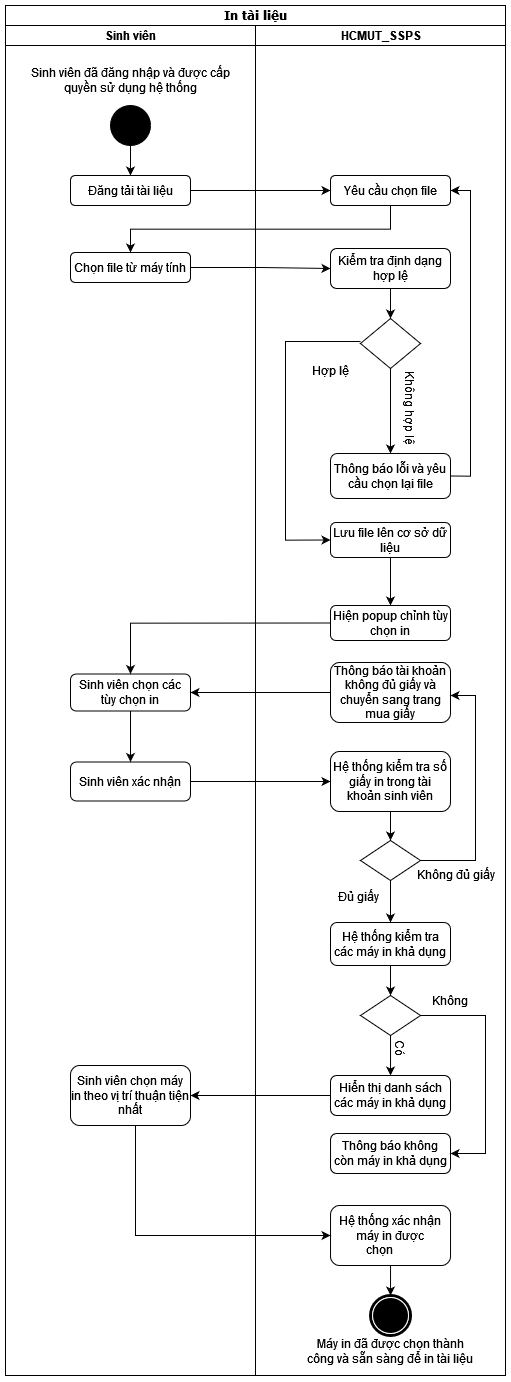 In tài liệu
Sinh viên
HCMUT_SSPS
Sinh viên đã đăng nhập và được cấp
quyền sử dụng hệ thống
Đăng tải tài liệu
Yêu cầu chọn file
Chọn file từ máy tính
Kiểm tra định dạng
hợp lệ
Hợp lệ
Không hợp lệ
Thông báo lỗi và yêu
cầu chọn lại file
Lưu file lên cơ sở dữ
liệu
Hiện popup chỉnh tùy
chọn in
Sinh viên chọn các
tùy chọn in
Thông báo tài khoản
không đủ giấy và
chuyển sang trang
mua giấy
Sinh viên xác nhận
Hệ thống kiểm tra số
giấy in trong tài
khoản sinh viên
Không đủ giấy
Đủ giấy
Hệ thống kiểm tra
các máy in khả dụng
Không
Có
Sinh viên chọn máy
in theo vị trí thuận tiện
nhất
Hiển thị danh sách
các máy in khả dụng
Thông báo không
còn máy in khả dụng
Hệ thống xác nhận
máy in được
chọn
Máy in đã được chọn thành
công và sẵn sàng để in tài liệu